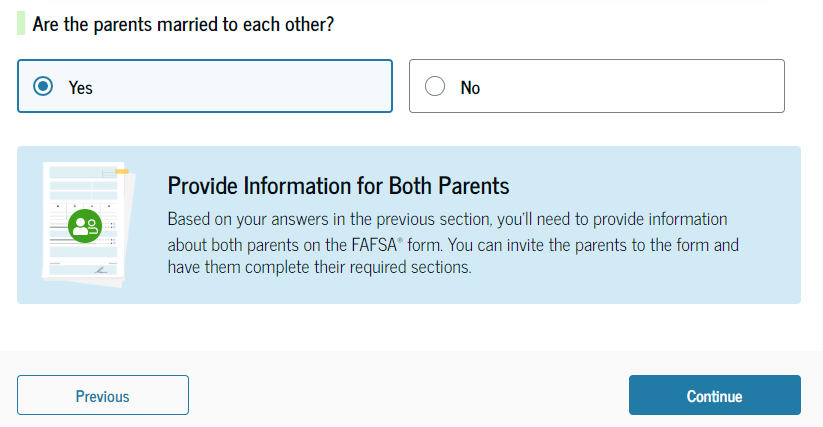 Are the parents married to each other?
Yes
No
Provide Information for Both Parents
Based on your answers in the previous section, you'll need to provide information
about both parents on the FAFSA® form. You can invite the parents to the form and
have them complete their required sections.
Previous
Continue